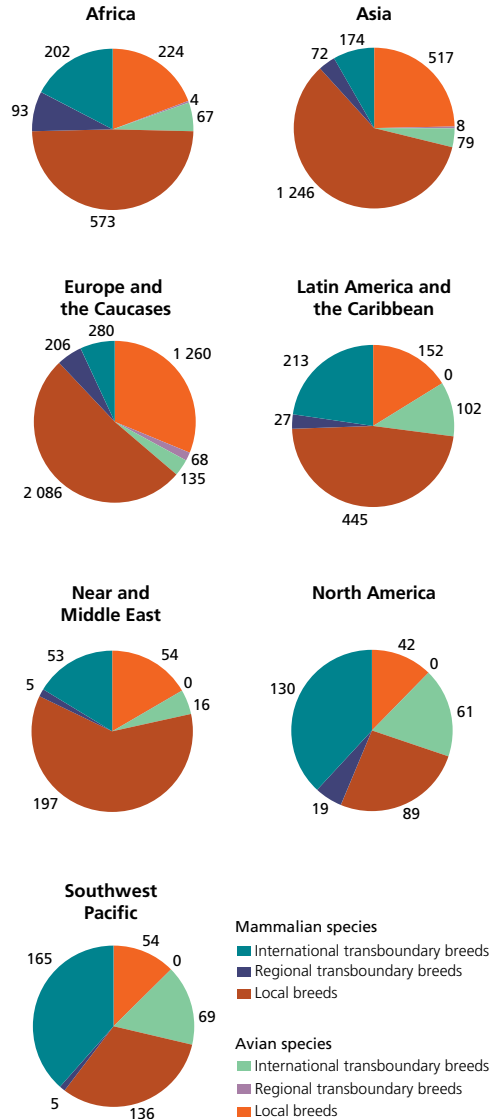 Africa
202
224
4
67
93
573
Asia
174
72
517
8
79
1 246
Europe and
the Caucases
280
206
1 260
68
135
2 086
Latin America and
the Caribbean
213
152
0
102
27
445
Near and
Middle East
53
54
0
16
5
197
North America
42
0
130
61
19
89
Southwest
Pacific
165
54
0
69
5
136
Mammalian species
International transboundary breeds
Regional transboundary breeds
Local breeds
Avian species
International transboundary breeds
Regional transboundary breeds
Local breeds